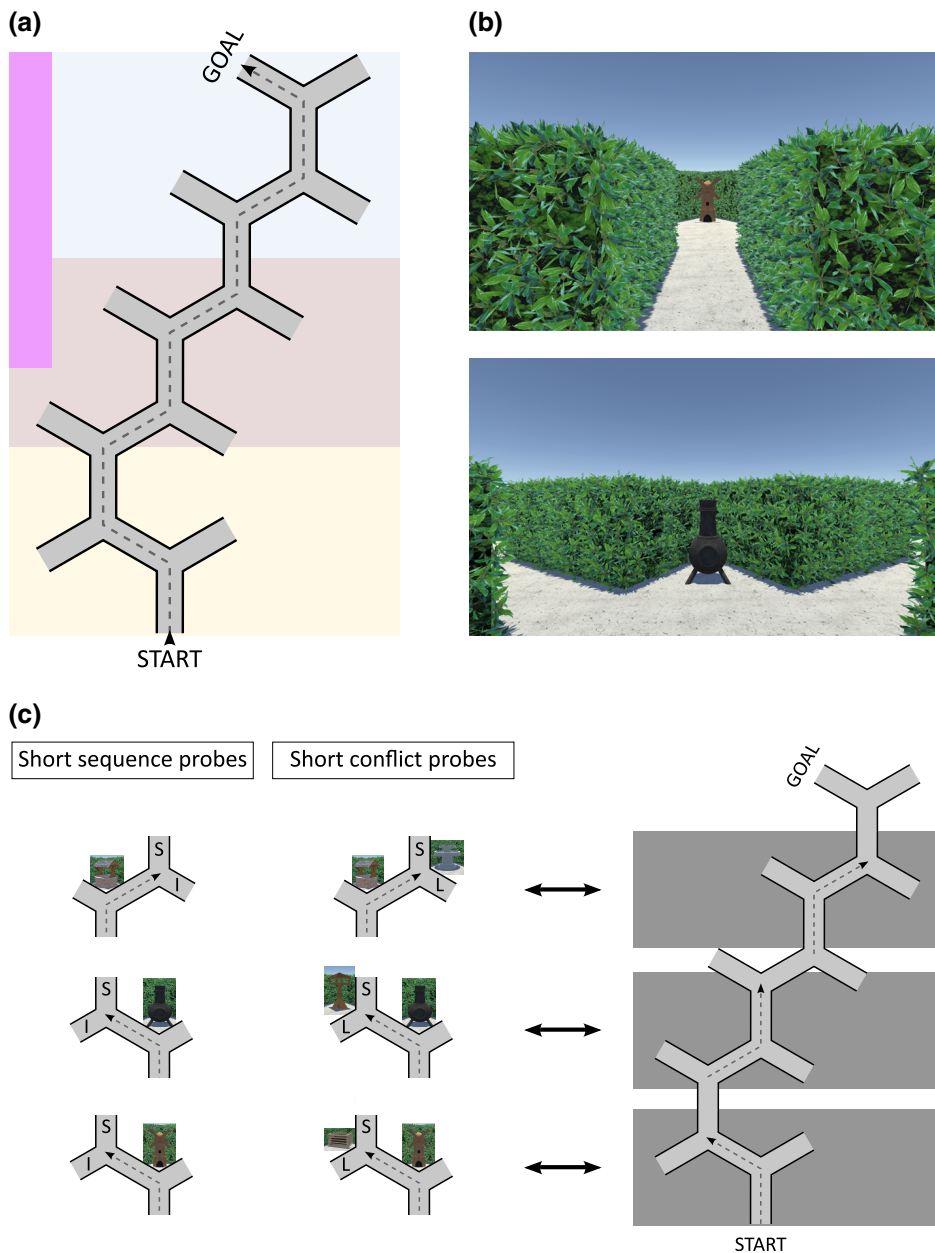 (a)
GOAL
START
(b)
(c)
Short sequence probes
Short conflict probes
GOAL
S
I
S
L
S
I
S
L
S
I
S
L
START